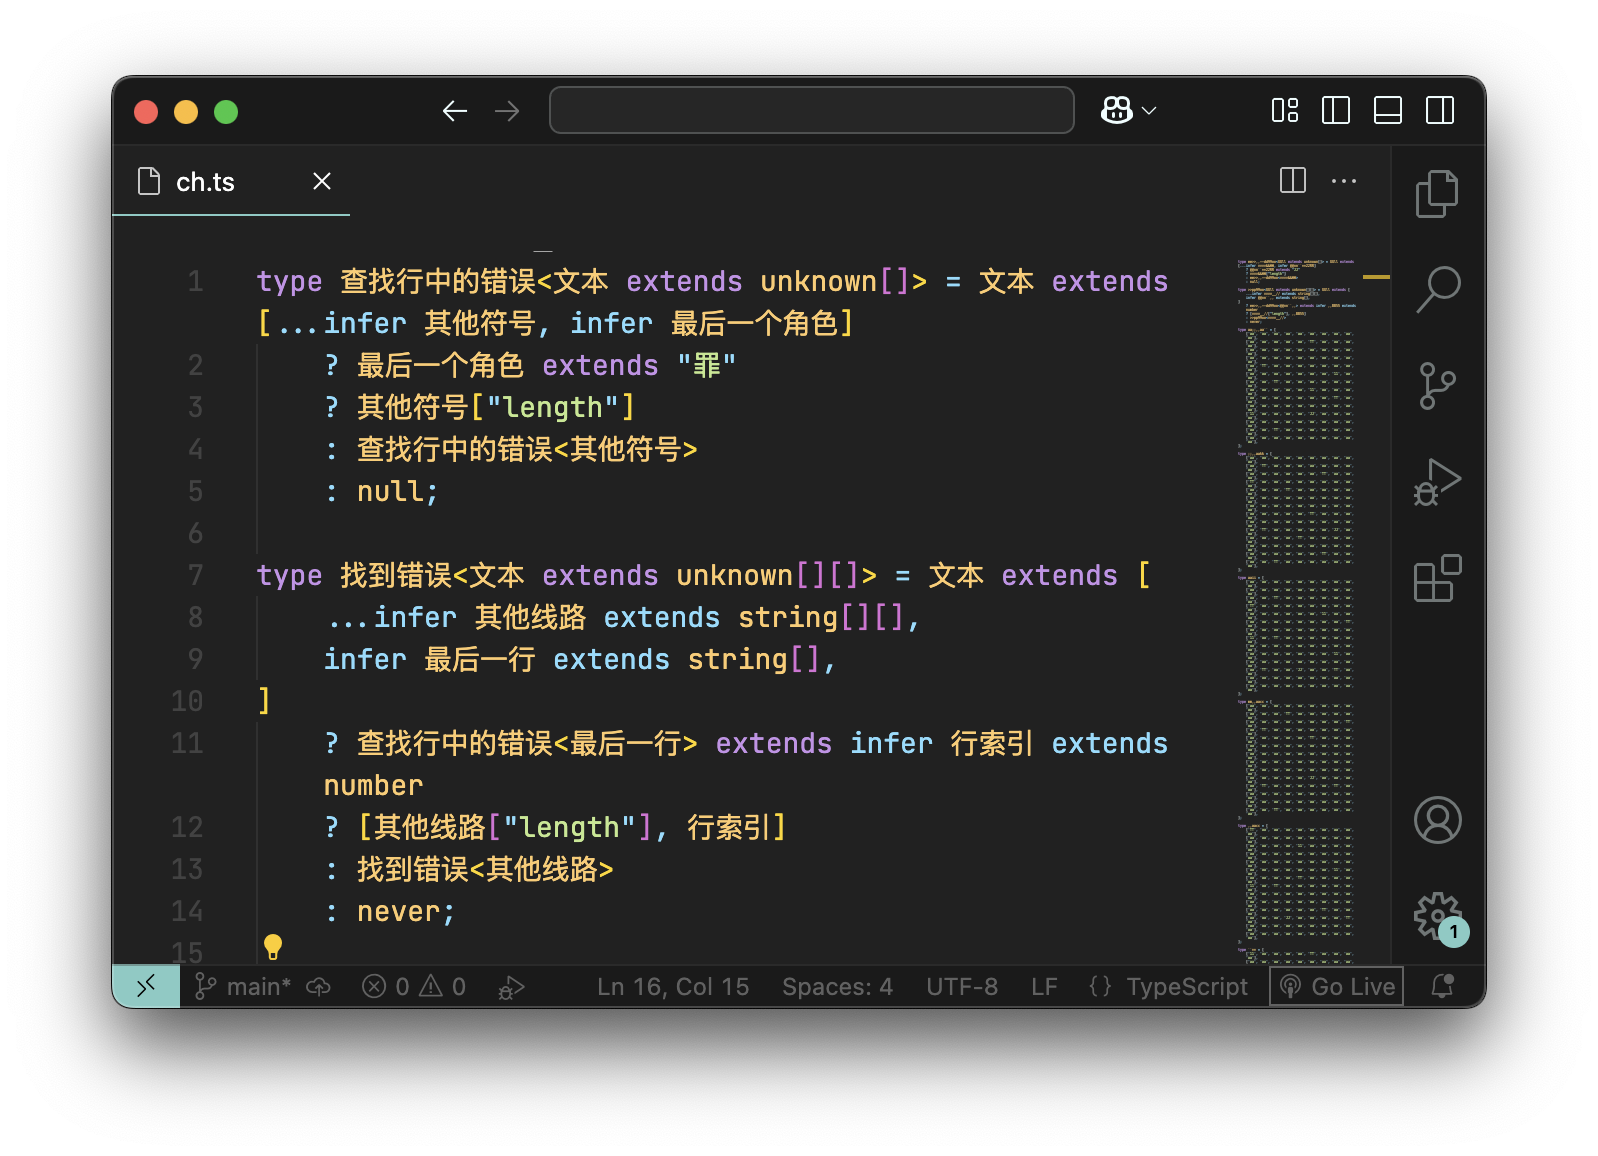 ch.ts
1 type 查找行中的错误<文本 extends unknown[]> = 文本 extends
[...infer 其他符号, infer 最后一个角色]
2 ? 最后一个角色 extends "罪"
3 ? 其他符号["length"]
4 : 查找行中的错误<其他符号>
5 : null;
6
7 type 找到错误<文本 extends unknown[][]> = 文本 extends [
8 ...infer 其他线路 extends string[][],
9 infer 最后一行 extends string[],
10 ]
11 ? 查找行中的错误<最后一行> extends infer 行索引 extends
number
12 ? [其他线路["length"], 行索引]
13 : 找到错误<其他线路>
14 : never;
15
1
main* 0 0 Ln 16, Col 15 Spaces: 4 UTF-8 LF {} TypeScript Go Live